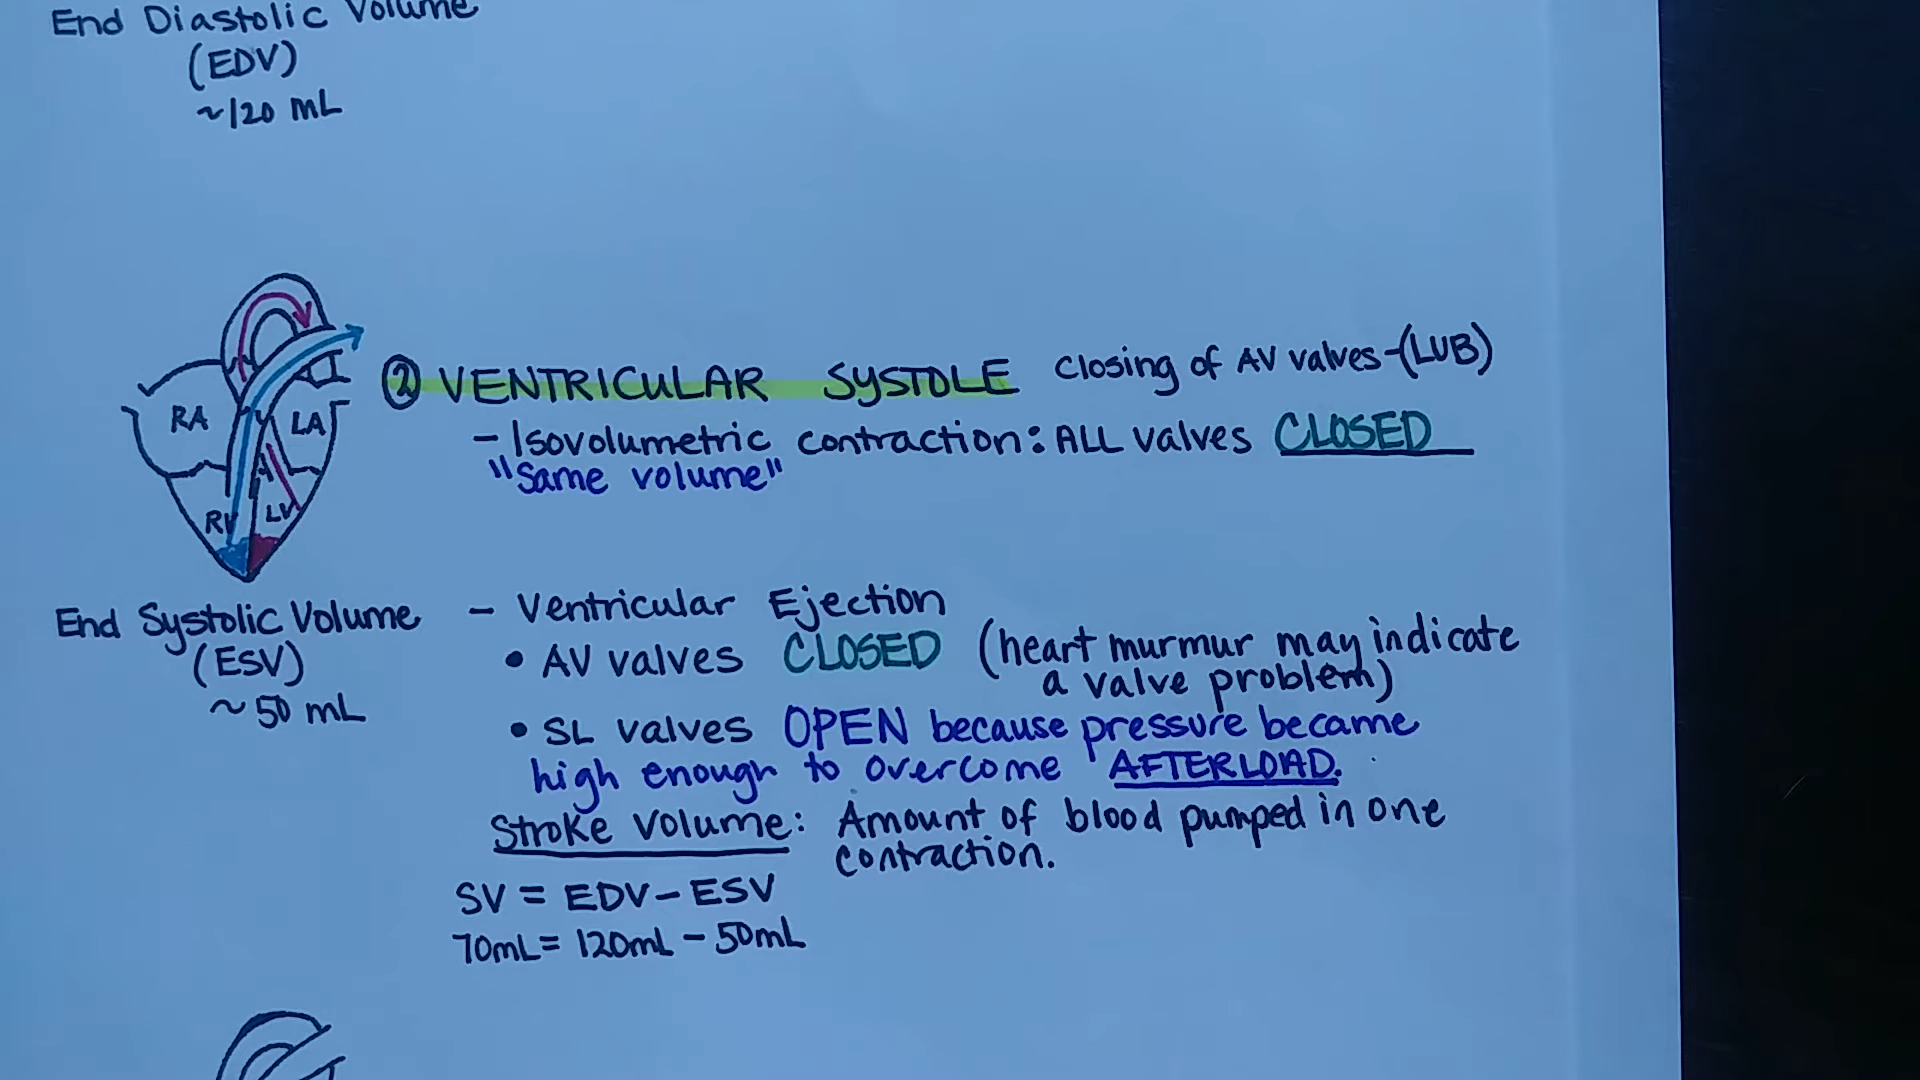 End Diastolic Volume
(EDV)
~120 mL
② VENTRICULAR SYSTOLE Closing of AV valves-(LUB)
- Isovolumetric contraction: ALL valves CLOSED
"Same volume"
RA
LA
RV
LV
End Systolic Volume
(ESV)
~50 mL
- Ventricular Ejection
• AV valves CLOSED (heart murmur may indicate
a valve problem)
• SL valves OPEN because pressure became
high enough to overcome AFTERLOAD.
Stroke Volume: Amount of blood pumped in one
contraction.
SV = EDV - ESV
70mL = 120mL - 50mL